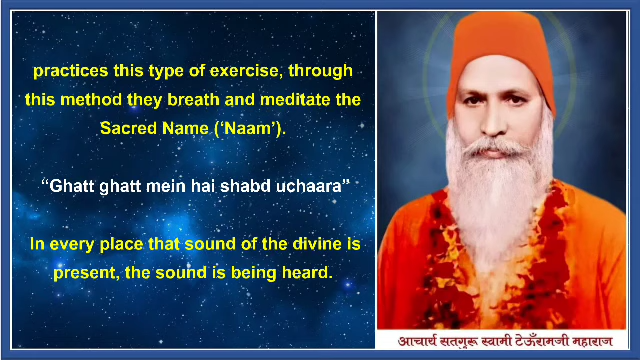 practices this type of exercise, through
this method they breath and meditate the
Sacred Name (‘Naam’).
“Ghatt ghatt mein hai shabd uchaara”
In every place that sound of the divine is
present, the sound is being heard.
आचार्य सतगुरू स्वामी टेऊँरामजी महाराज